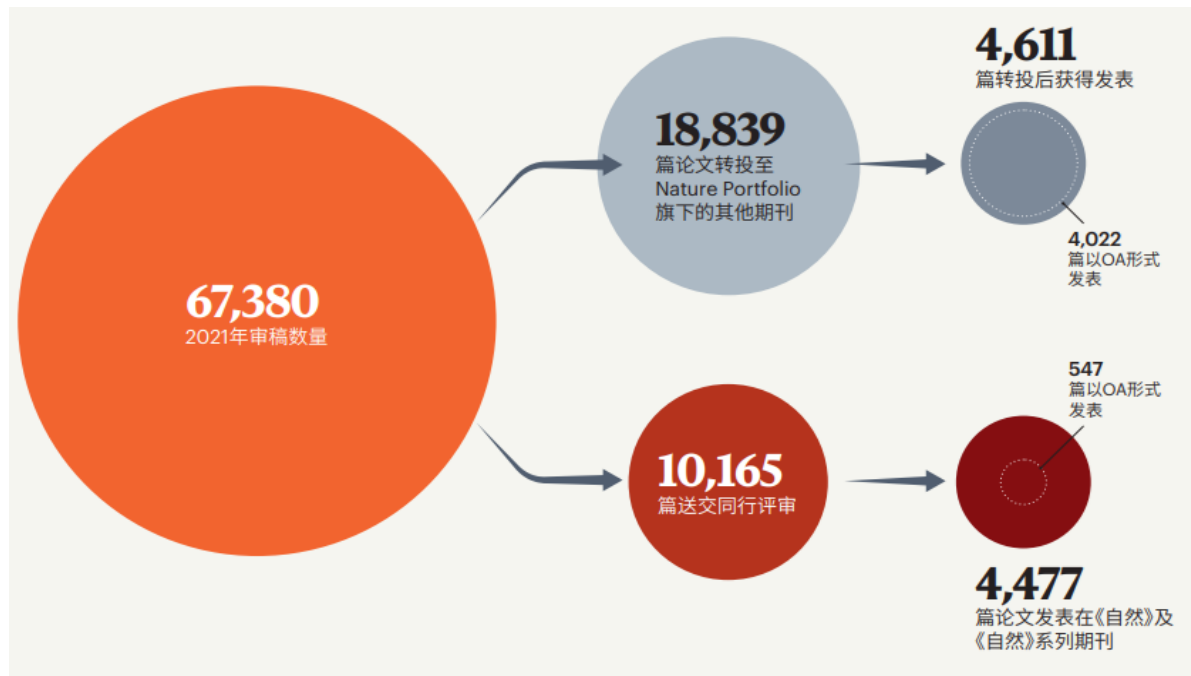 67,380
2021年审稿数量
18,839
篇论文转投至
Nature Portfolio
旗下的其他期刊
4,611
篇转投后获得发表
4,022
篇以OA形式
发表
10,165
篇送交同行评审
547
篇以OA形式
发表
4,477
篇论文发表在《自然》及
《自然》系列期刊